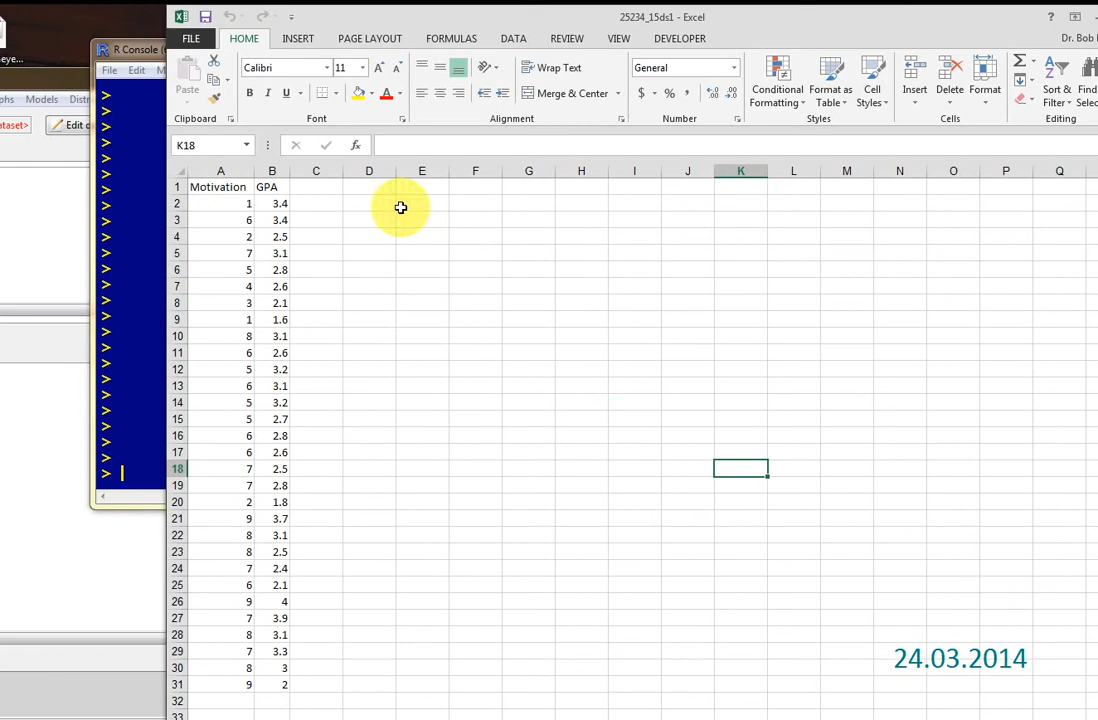 25234_15ds1 - Excel
?
eye...
R Console (
FILE HOME INSERT PAGE LAYOUT FORMULAS DATA REVIEW VIEW DEVELOPER
Dr. Bob
File Edit M
phs Models Distr
ataset> Edit d
Paste
Calibri 11
B I U
Wrap Text
Merge & Center
General
$ % ,
Conditional Formatting
Format as Table
Cell Styles
Insert Delete Format
Sort & Filter
Find Selec
Clipboard Font Alignment Number Styles Cells Editing
K18 fx
A B C D E F G H I J K L M N O P Q
1 Motivation GPA
2 1 3.4
3 6 3.4
4 2 2.5
5 7 3.1
6 5 2.8
7 4 2.6
8 3 2.1
9 1 1.6
10 8 3.1
11 6 2.6
12 5 3.2
13 6 3.1
14 5 3.2
15 5 2.7
16 6 2.8
17 6 2.6
18 7 2.5
19 7 2.8
20 2 1.8
21 9 3.7
22 8 3.1
23 8 2.5
24 7 2.4
25 6 2.1
26 9 4
27 7 3.9
28 8 3.1
29 7 3.3
30 8 3
31 9 2
32
33
24.03.2014